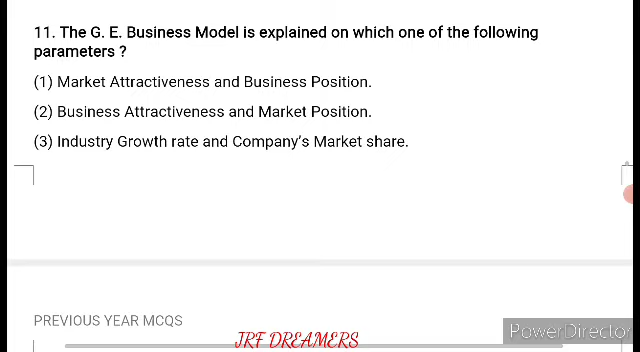 11. The G. E. Business Model is explained on which one of the following
parameters ?
(1) Market Attractiveness and Business Position.
(2) Business Attractiveness and Market Position.
(3) Industry Growth rate and Company's Market share.
PREVIOUS YEAR MCQS
JRF DREAMERS
PowerDirector